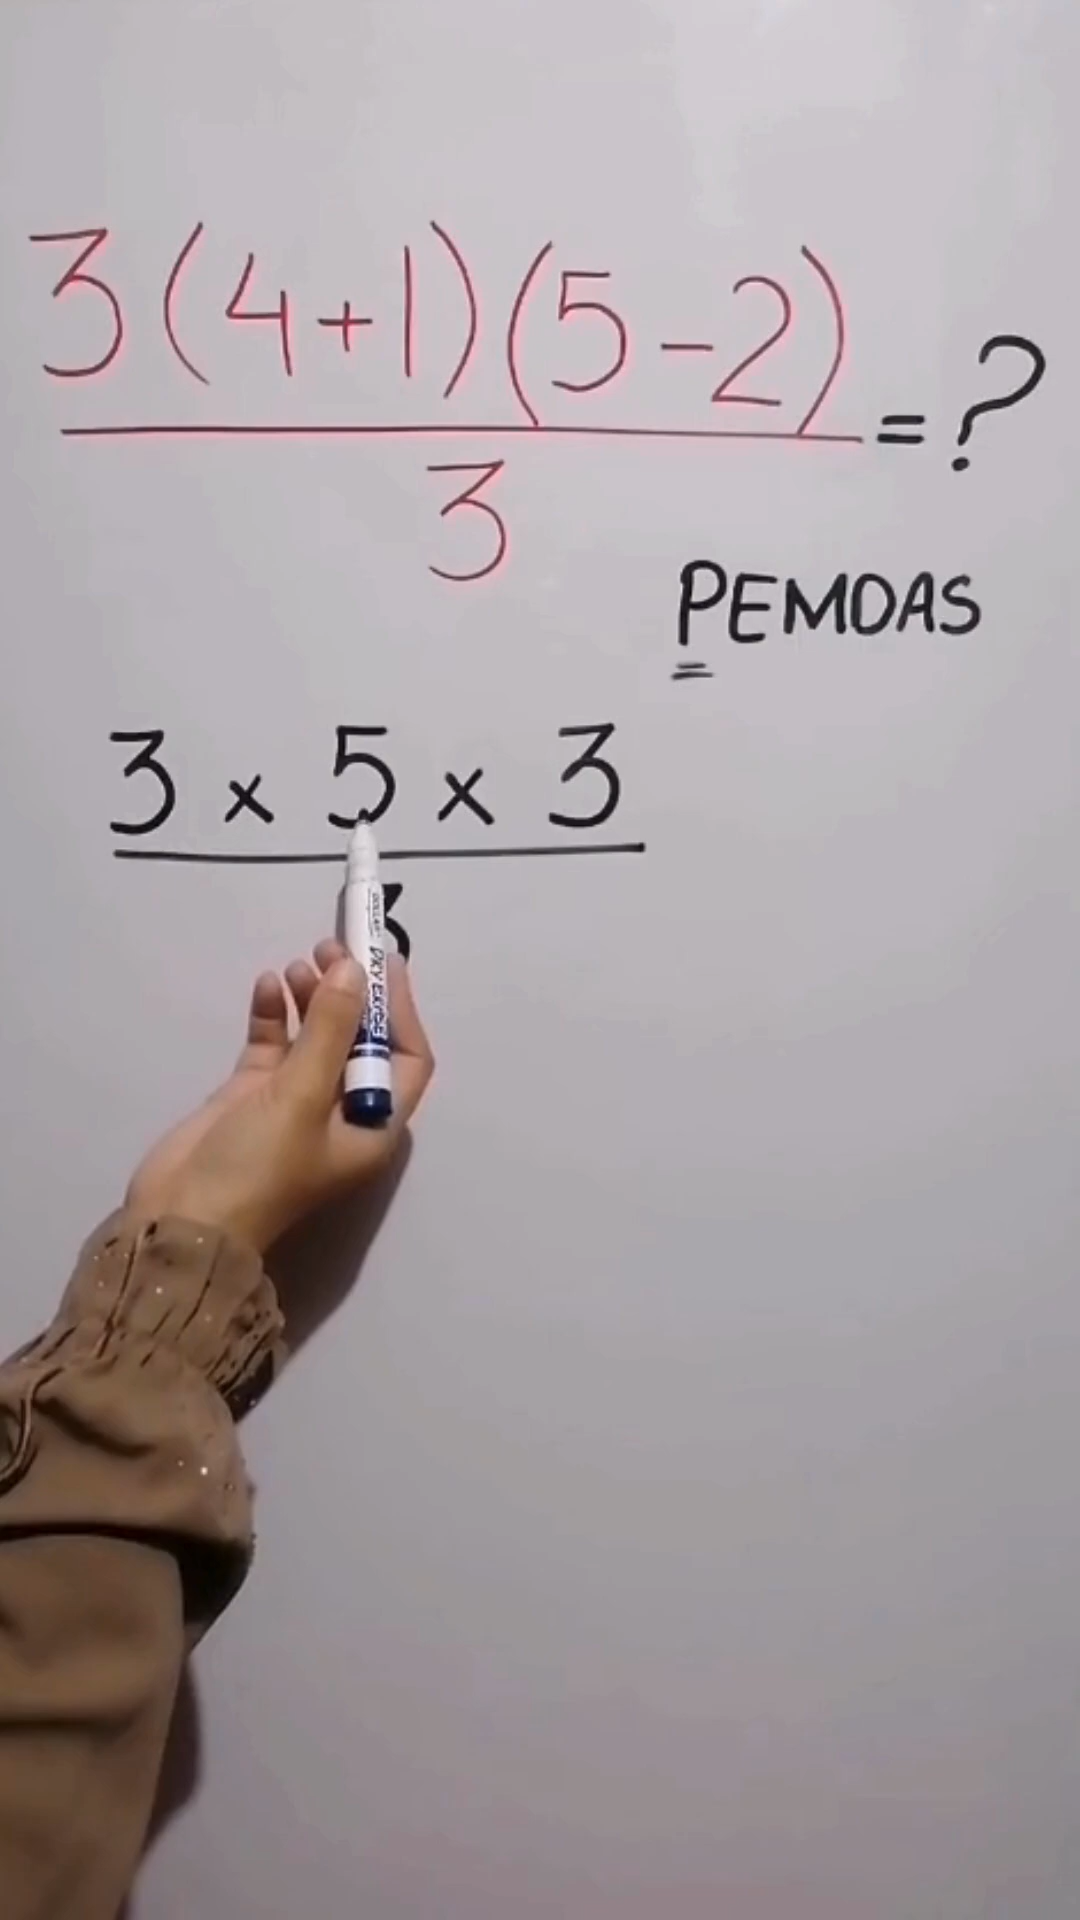 3(4+1)(5-2)
= ?
3
PEMDAS
3 × 5 × 3
3